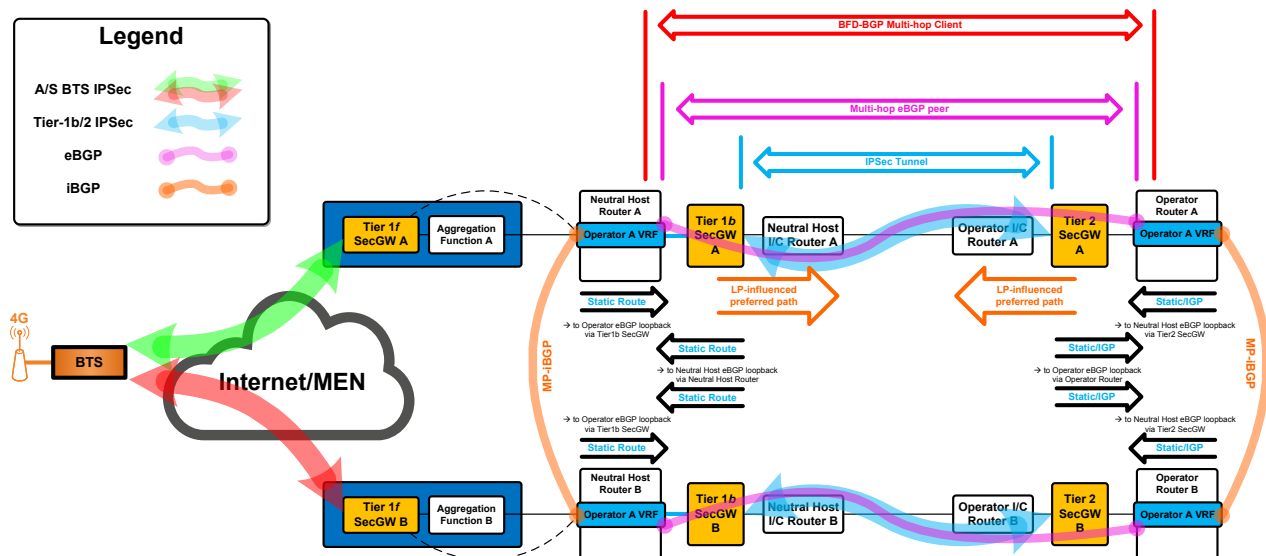 Legend
A/S BTS IPSec
Tier-1b/2 IPSec
eBGP
iBGP
BFD-BGP Multi-hop Client
Multi-hop eBGP peer
IPSec Tunnel
Tier 1f
SecGW A
Aggregation
Function A
Neutral Host
Router A
Operator A VRF
Tier 1b
SecGW
A
Neutral Host
I/C Router A
Operator I/C
Router A
Tier 2
SecGW
A
Operator
Router A
Operator A VRF
LP-influenced
preferred path
LP-influenced
preferred path
Static Route
→ to Operator eBGP loopback
via Tier1b SecGW
Static/IGP
→ to Neutral Host eBGP loopback
via Tier2 SecGW
Static Route
→ to Neutral Host eBGP loopback
via Neutral Host Router
Static Route
Static/IGP
→ to Operator eBGP loopback
via Operator Router
Static/IGP
→ to Operator eBGP loopback
via Tier1b SecGW
Static Route
→ to Neutral Host eBGP loopback
via Tier2 SecGW
Static/IGP
MP-iBGP
MP-iBGP
4G
BTS
Internet/MEN
Tier 1f
SecGW B
Aggregation
Function B
Neutral Host
Router B
Operator A VRF
Tier 1b
SecGW
B
Neutral Host
I/C Router B
Operator I/C
Router B
Tier 2
SecGW
B
Operator
Router B
Operator A VRF